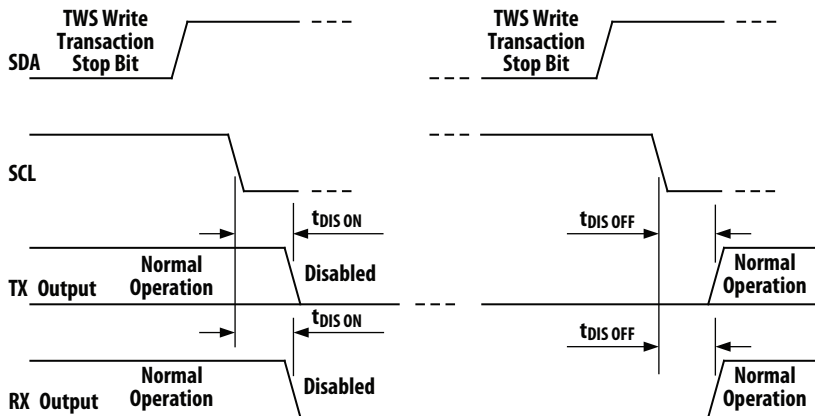 TWS Write
Transaction
Stop Bit
TWS Write
Transaction
Stop Bit
SDA
SCL
tDIS ON
tDIS OFF
Normal
Operation
Disabled
Normal
Operation
TX Output
tDIS ON
tDIS OFF
Normal
Operation
Disabled
Normal
Operation
RX Output